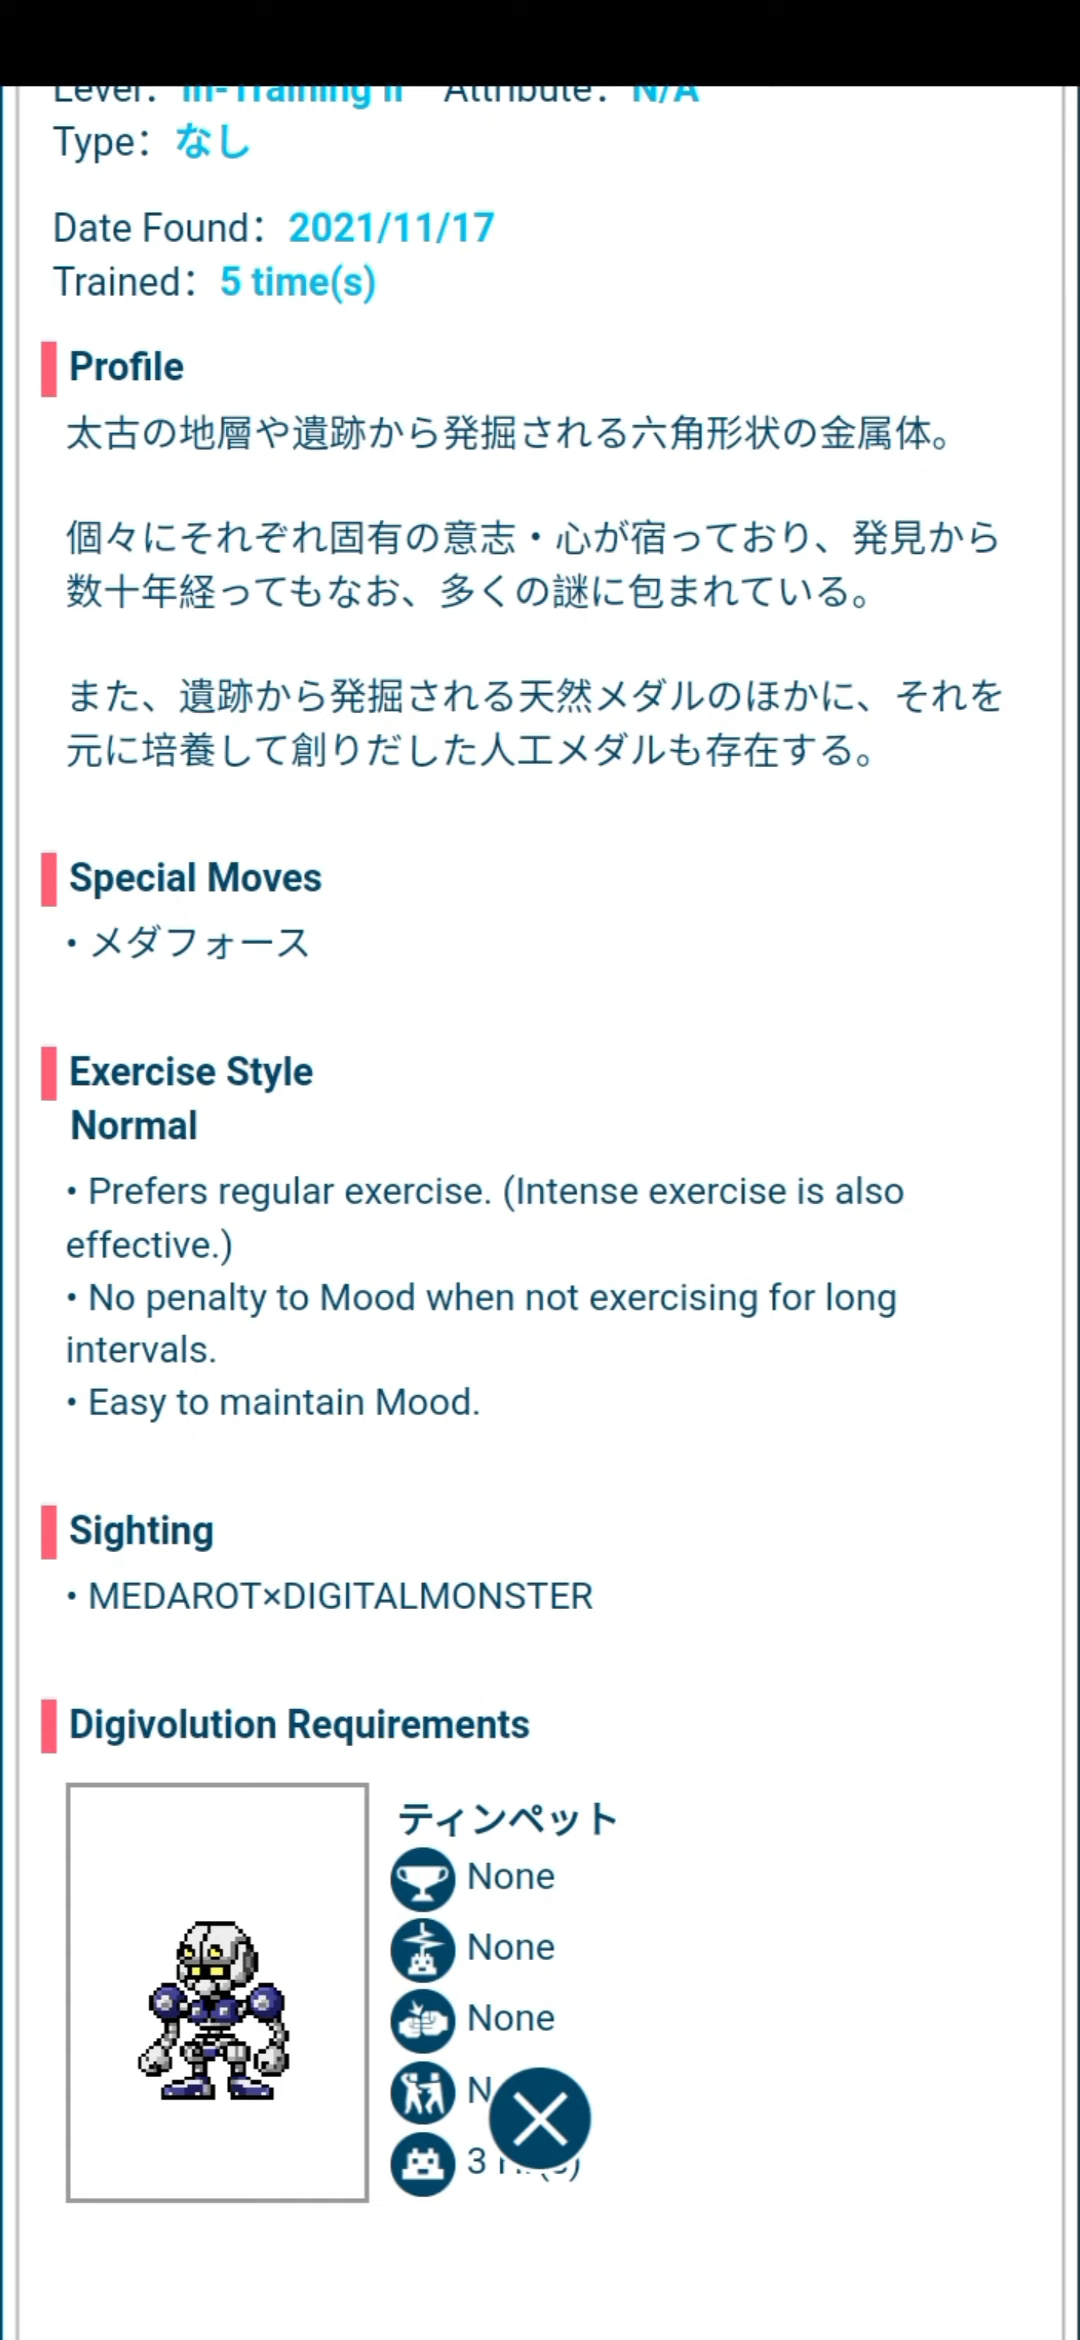 Level： In-Training II Attribute： N/A
Type： なし
Date Found： 2021/11/17
Trained： 5 time(s)
Profile
太古の地層や遺跡から発掘される六角形状の金属体。
個々にそれぞれ固有の意志・心が宿っており、発見から
数十年経ってもなお、多くの謎に包まれている。
また、遺跡から発掘される天然メダルのほかに、それを
元に培養して創りだした人工メダルも存在する。
Special Moves
• メダフォース
Exercise Style
Normal
• Prefers regular exercise. (Intense exercise is also
effective.)
• No penalty to Mood when not exercising for long
intervals.
• Easy to maintain Mood.
Sighting
• MEDAROT×DIGITALMONSTER
Digivolution Requirements
ティンペット
None
None
None
3